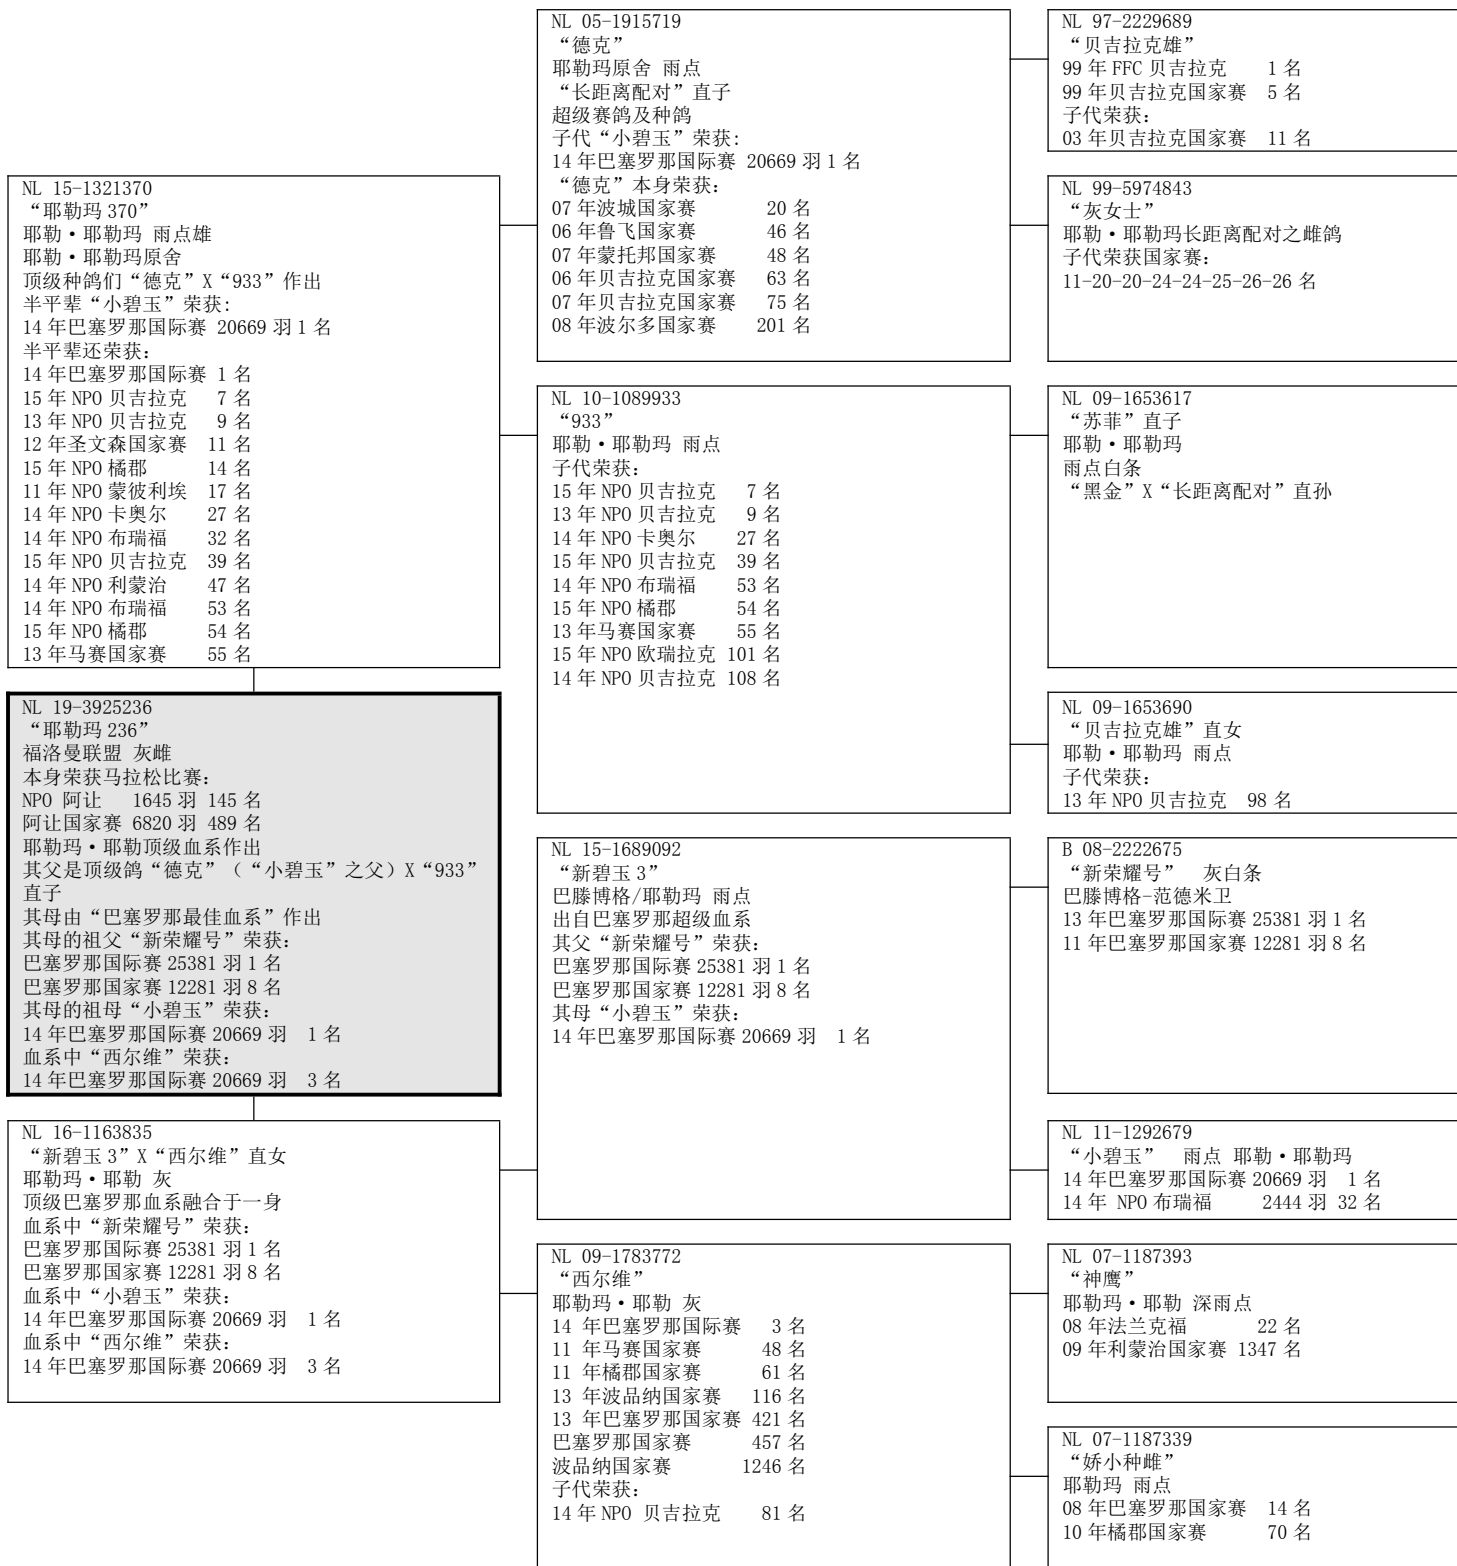 NL 15-1321370
“耶勒玛 370”
耶勒·耶勒玛 雨点雄
耶勒·耶勒玛原舍
顶级种鸽们“德克”X“933”作出
半平辈“小碧玉”荣获:
14 年巴塞罗那国际赛 20669 羽 1 名
半平辈还荣获:
14 年巴塞罗那国际赛 1 名
15 年 NPO 贝吉拉克 7 名
13 年 NPO 贝吉拉克 9 名
12 年圣文森国家赛 11 名
15 年 NPO 橘郡 14 名
11 年 NPO 蒙彼利埃 17 名
14 年 NPO 卡奥尔 27 名
14 年 NPO 布瑞福 32 名
15 年 NPO 贝吉拉克 39 名
14 年 NPO 利蒙治 47 名
14 年 NPO 布瑞福 53 名
15 年 NPO 橘郡 54 名
13 年马赛国家赛 55 名
NL 19-3925236
“耶勒玛 236”
福洛曼联盟 灰雌
本身荣获马拉松比赛:
NPO 阿让 1645 羽 145 名
阿让国家赛 6820 羽 489 名
耶勒玛·耶勒顶级血系作出
其父是顶级鸽“德克”（“小碧玉”之父）X“933”
直子
其母由“巴塞罗那最佳血系”作出
其母的祖父“新荣耀号”荣获:
巴塞罗那国际赛 25381 羽 1 名
巴塞罗那国家赛 12281 羽 8 名
其母的祖母“小碧玉”荣获:
14 年巴塞罗那国际赛 20669 羽 1 名
血系中“西尔维”荣获:
14 年巴塞罗那国际赛 20669 羽 3 名
NL 16-1163835
“新碧玉 3”X“西尔维”直女
耶勒玛·耶勒 灰
顶级巴塞罗那血系融合于一身
血系中“新荣耀号”荣获:
巴塞罗那国际赛 25381 羽 1 名
巴塞罗那国家赛 12281 羽 8 名
血系中“小碧玉”荣获:
14 年巴塞罗那国际赛 20669 羽 1 名
血系中“西尔维”荣获:
14 年巴塞罗那国际赛 20669 羽 3 名
NL 05-1915719
“德克”
耶勒玛原舍 雨点
“长距离配对”直子
超级赛鸽及种鸽
子代“小碧玉”荣获:
14 年巴塞罗那国际赛 20669 羽 1 名
“德克”本身荣获:
07 年波城国家赛 20 名
06 年鲁飞国家赛 46 名
07 年蒙托邦国家赛 48 名
06 年贝吉拉克国家赛 63 名
07 年贝吉拉克国家赛 75 名
08 年波尔多国家赛 201 名
NL 10-1089933
“933”
耶勒·耶勒玛 雨点
子代荣获:
15 年 NPO 贝吉拉克 7 名
13 年 NPO 贝吉拉克 9 名
14 年 NPO 卡奥尔 27 名
15 年 NPO 贝吉拉克 39 名
14 年 NPO 布瑞福 53 名
15 年 NPO 橘郡 54 名
13 年马赛国家赛 55 名
15 年 NPO 欧瑞拉克 101 名
14 年 NPO 贝吉拉克 108 名
NL 15-1689092
“新碧玉 3”
巴滕博格/耶勒玛 雨点
出自巴塞罗那超级血系
其父“新荣耀号”荣获:
巴塞罗那国际赛 25381 羽 1 名
巴塞罗那国家赛 12281 羽 8 名
其母“小碧玉”荣获:
14 年巴塞罗那国际赛 20669 羽 1 名
NL 09-1783772
“西尔维”
耶勒玛·耶勒 灰
14 年巴塞罗那国际赛 3 名
11 年马赛国家赛 48 名
11 年橘郡国家赛 61 名
13 年波品纳国家赛 116 名
13 年巴塞罗那国家赛 421 名
巴塞罗那国家赛 457 名
波品纳国家赛 1246 名
子代荣获:
14 年 NPO 贝吉拉克 81 名
NL 97-2229689
“贝吉拉克雄”
99 年 FFC 贝吉拉克 1 名
99 年贝吉拉克国家赛 5 名
子代荣获:
03 年贝吉拉克国家赛 11 名
NL 99-5974843
“灰女士”
耶勒·耶勒玛长距离配对之雌鸽
子代荣获国家赛:
11-20-20-24-24-25-26-26 名
NL 09-1653617
“苏菲”直子
耶勒·耶勒玛
雨点白条
“黑金”X“长距离配对”直孙
NL 09-1653690
“贝吉拉克雄”直女
耶勒·耶勒玛 雨点
子代荣获:
13 年 NPO 贝吉拉克 98 名
B 08-2222675
“新荣耀号” 灰白条
巴滕博格-范德米卫
13 年巴塞罗那国际赛 25381 羽 1 名
11 年巴塞罗那国家赛 12281 羽 8 名
NL 11-1292679
“小碧玉” 雨点 耶勒·耶勒玛
14 年巴塞罗那国际赛 20669 羽 1 名
14 年 NPO 布瑞福 2444 羽 32 名
NL 07-1187393
“神鹰”
耶勒玛·耶勒 深雨点
08 年法兰克福 22 名
09 年利蒙治国家赛 1347 名
NL 07-1187339
“娇小种雌”
耶勒玛 雨点
08 年巴塞罗那国家赛 14 名
10 年橘郡国家赛 70 名